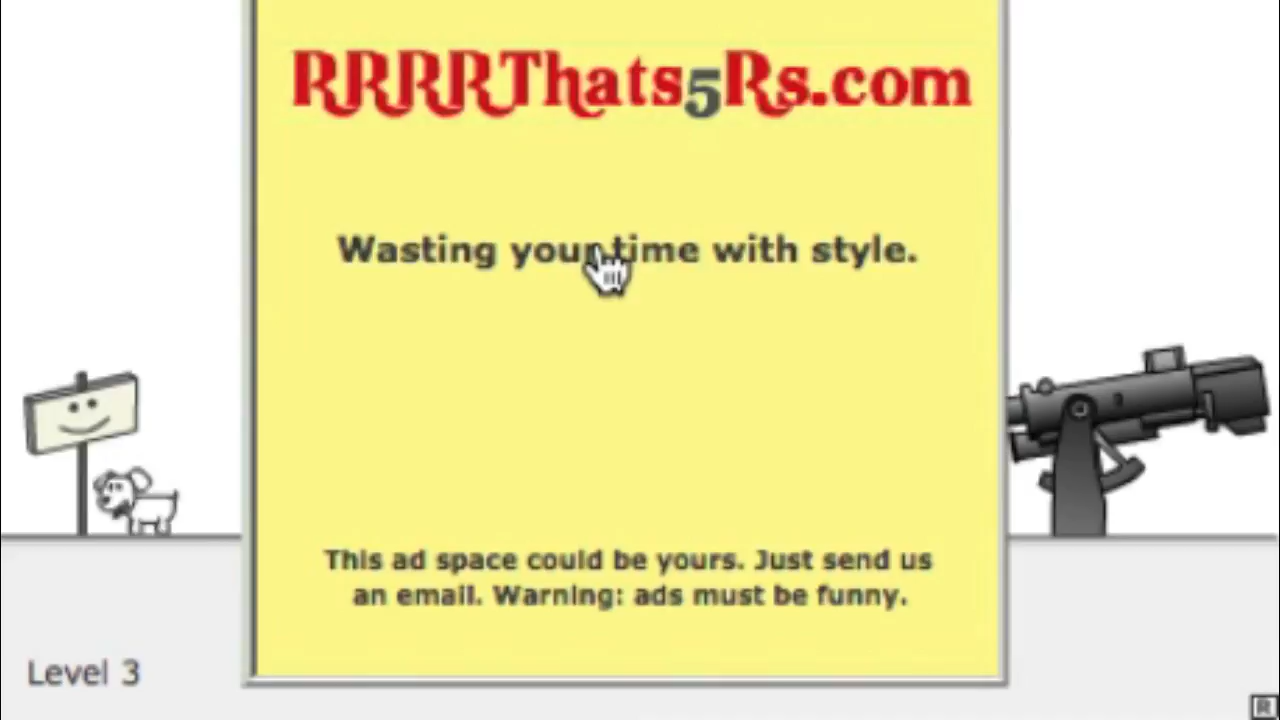 RRRRThats5Rs.com
Wasting your time with style.
This ad space could be yours. Just send us
an email. Warning: ads must be funny.
Level 3
R